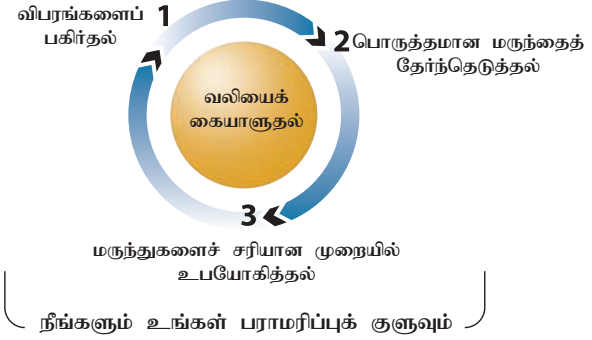 விபரங்களைப்
பகிர்தல்
1
2
பொருத்தமான மருந்தைத்
தேர்ந்தெடுத்தல்
வலியைக்
கையாளுதல்
3
மருந்துகளைச் சரியான முறையில்
உபயோகித்தல்
நீங்களும் உங்கள் பராமரிப்புக் குளுவும்